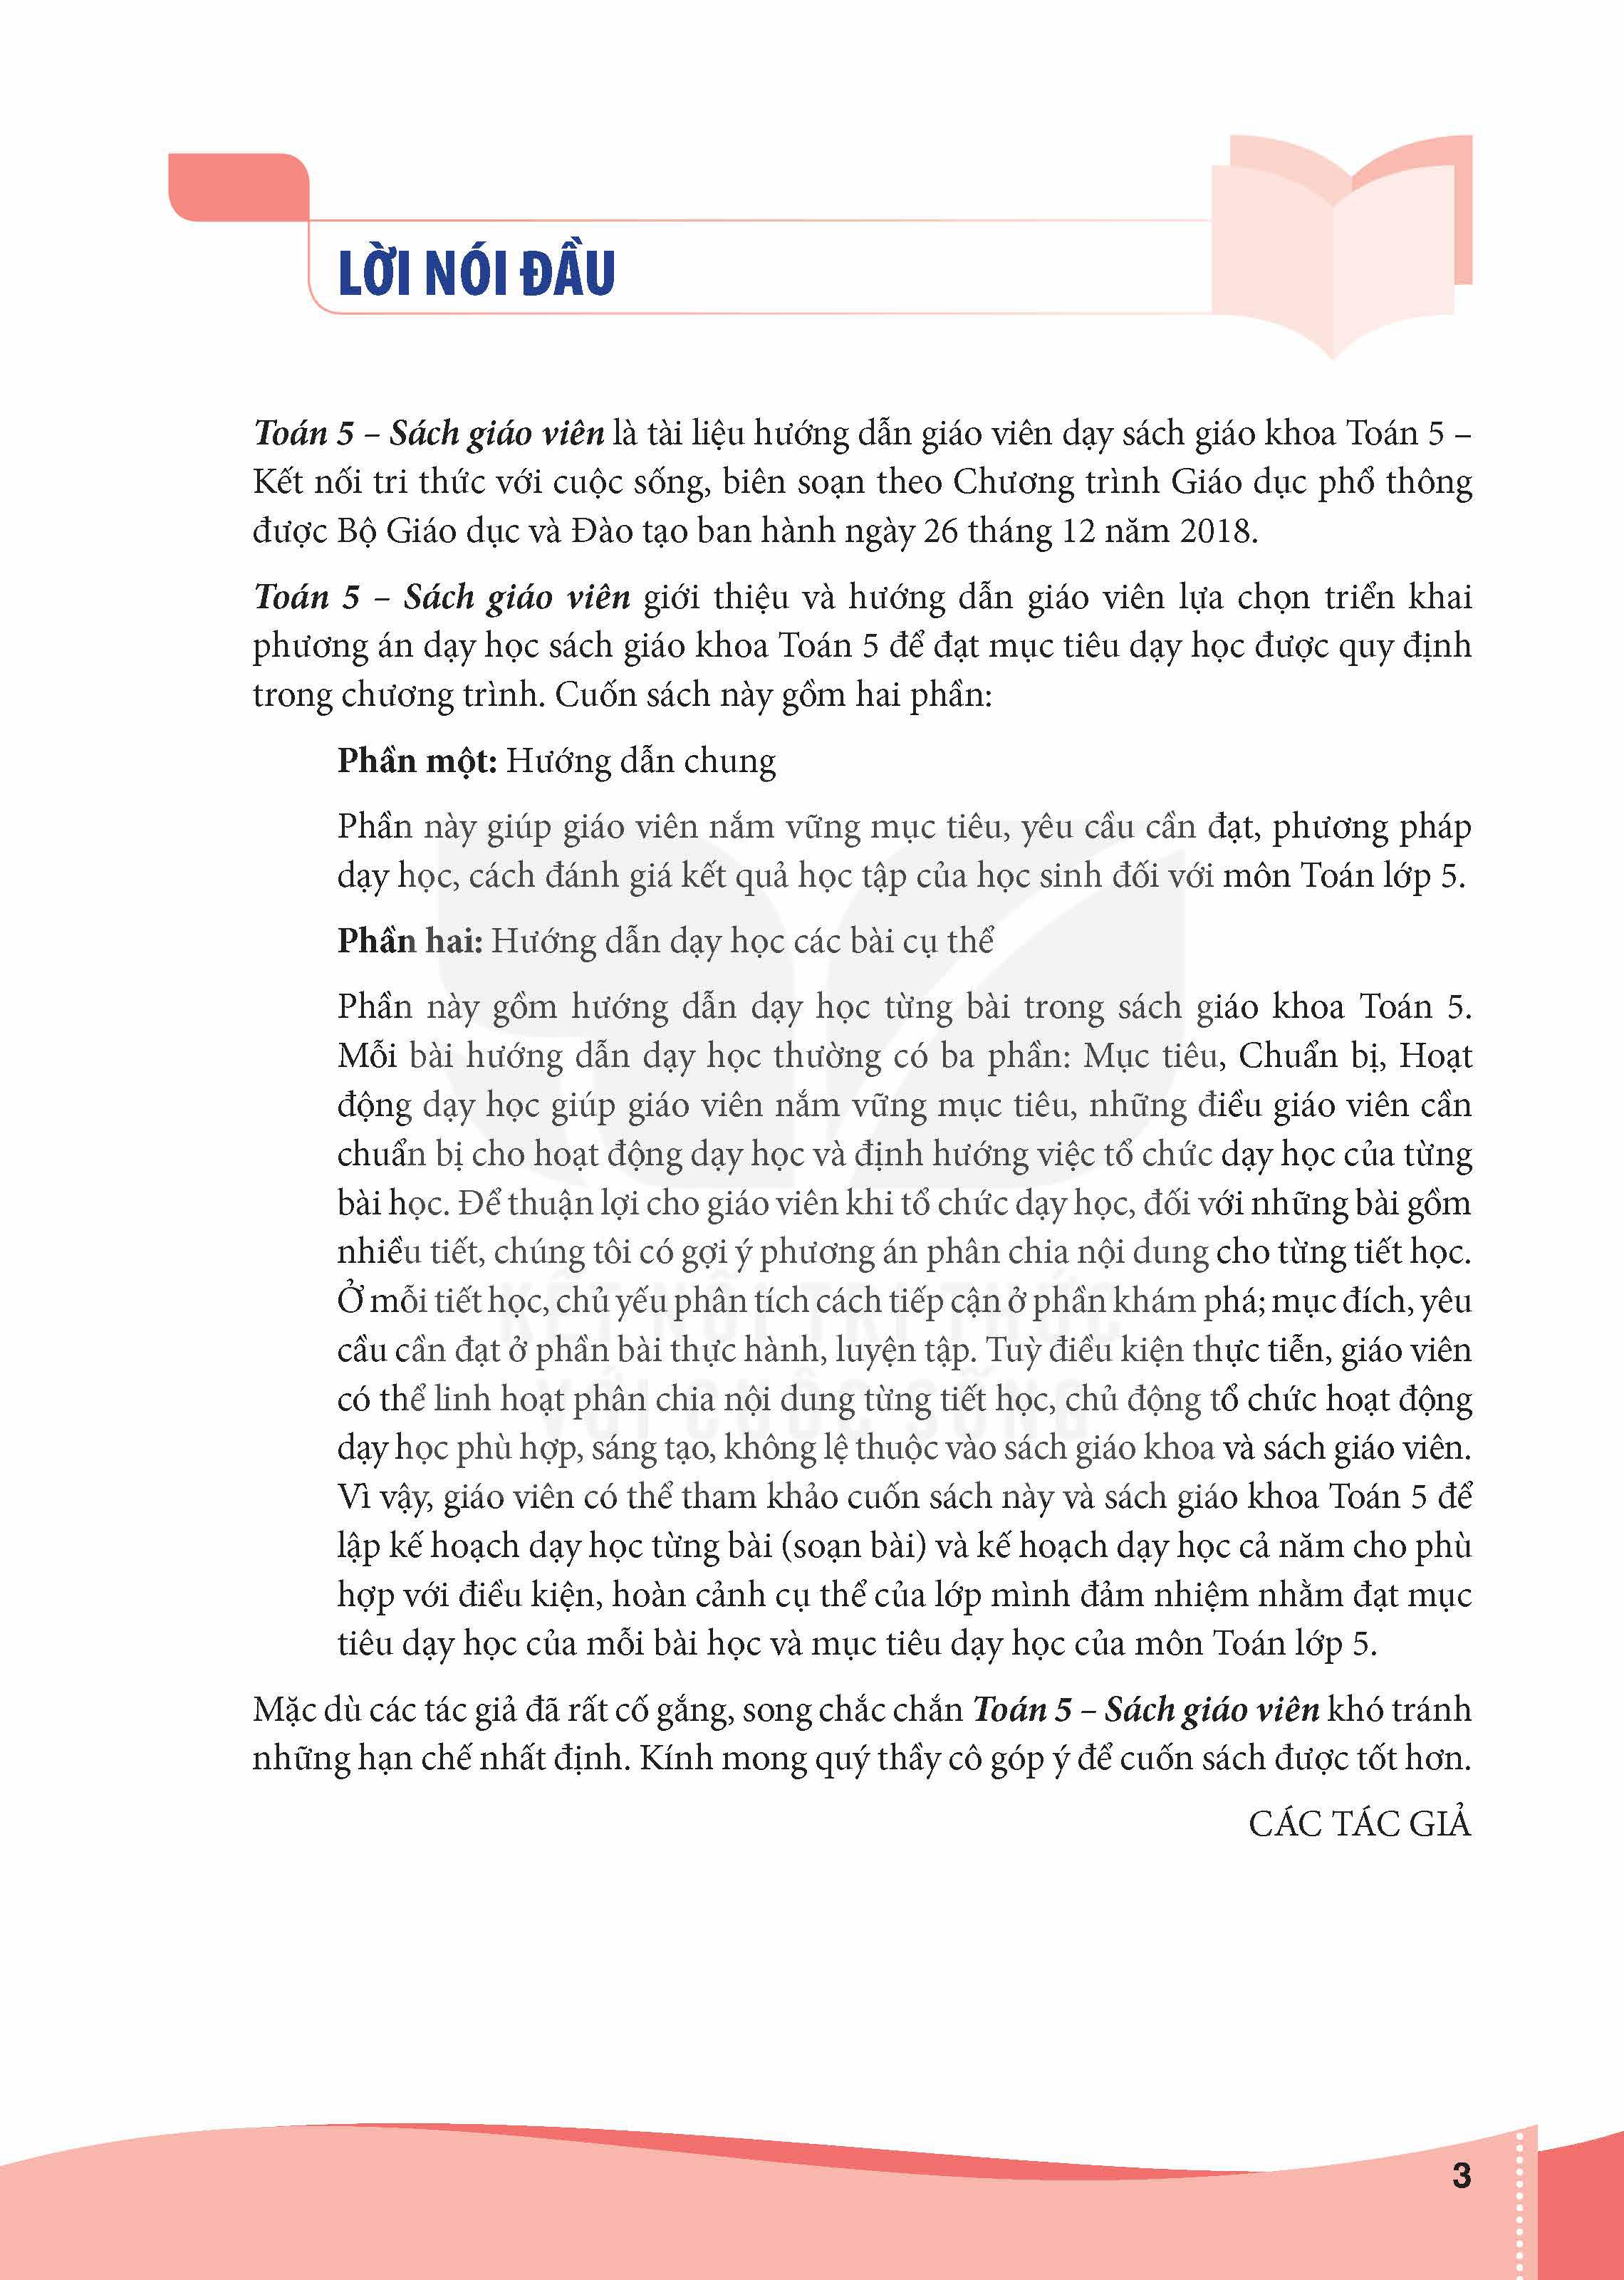 LỜI NÓI ĐẦU
Toán 5 – Sách giáo viên là tài liệu hướng dẫn giáo viên dạy sách giáo khoa Toán 5 –
Kết nối tri thức với cuộc sống, biên soạn theo Chương trình Giáo dục phổ thông
được Bộ Giáo dục và Đào tạo ban hành ngày 26 tháng 12 năm 2018.
Toán 5 – Sách giáo viên giới thiệu và hướng dẫn giáo viên lựa chọn triển khai
phương án dạy học sách giáo khoa Toán 5 để đạt mục tiêu dạy học được quy định
trong chương trình. Cuốn sách này gồm hai phần:
Phần một: Hướng dẫn chung
Phần này giúp giáo viên nắm vững mục tiêu, yêu cầu cần đạt, phương pháp
dạy học, cách đánh giá kết quả học tập của học sinh đối với môn Toán lớp 5.
Phần hai: Hướng dẫn dạy học các bài cụ thể
Phần này gồm hướng dẫn dạy học từng bài trong sách giáo khoa Toán 5.
Mỗi bài hướng dẫn dạy học thường có ba phần: Mục tiêu, Chuẩn bị, Hoạt
động dạy học giúp giáo viên nắm vững mục tiêu, những điều giáo viên cần
chuẩn bị cho hoạt động dạy học và định hướng việc tổ chức dạy học của từng
bài học. Để thuận lợi cho giáo viên khi tổ chức dạy học, đối với những bài gồm
nhiều tiết, chúng tôi có gợi ý phương án phân chia nội dung cho từng tiết học.
Ở mỗi tiết học, chủ yếu phân tích cách tiếp cận ở phần khám phá; mục đích, yêu
cầu cần đạt ở phần bài thực hành, luyện tập. Tuỳ điều kiện thực tiễn, giáo viên
có thể linh hoạt phân chia nội dung từng tiết học, chủ động tổ chức hoạt động
dạy học phù hợp, sáng tạo, không lệ thuộc vào sách giáo khoa và sách giáo viên.
Vì vậy, giáo viên có thể tham khảo cuốn sách này và sách giáo khoa Toán 5 để
lập kế hoạch dạy học từng bài (soạn bài) và kế hoạch dạy học cả năm cho phù
hợp với điều kiện, hoàn cảnh cụ thể của lớp mình đảm nhiệm nhằm đạt mục
tiêu dạy học của mỗi bài học và mục tiêu dạy học của môn Toán lớp 5.
Mặc dù các tác giả đã rất cố gắng, song chắc chắn Toán 5 – Sách giáo viên khó tránh
những hạn chế nhất định. Kính mong quý thầy cô góp ý để cuốn sách được tốt hơn.
CÁC TÁC GIẢ
KẾT NỐI TRI THỨC
VỚI CUỘC SỐNG
3